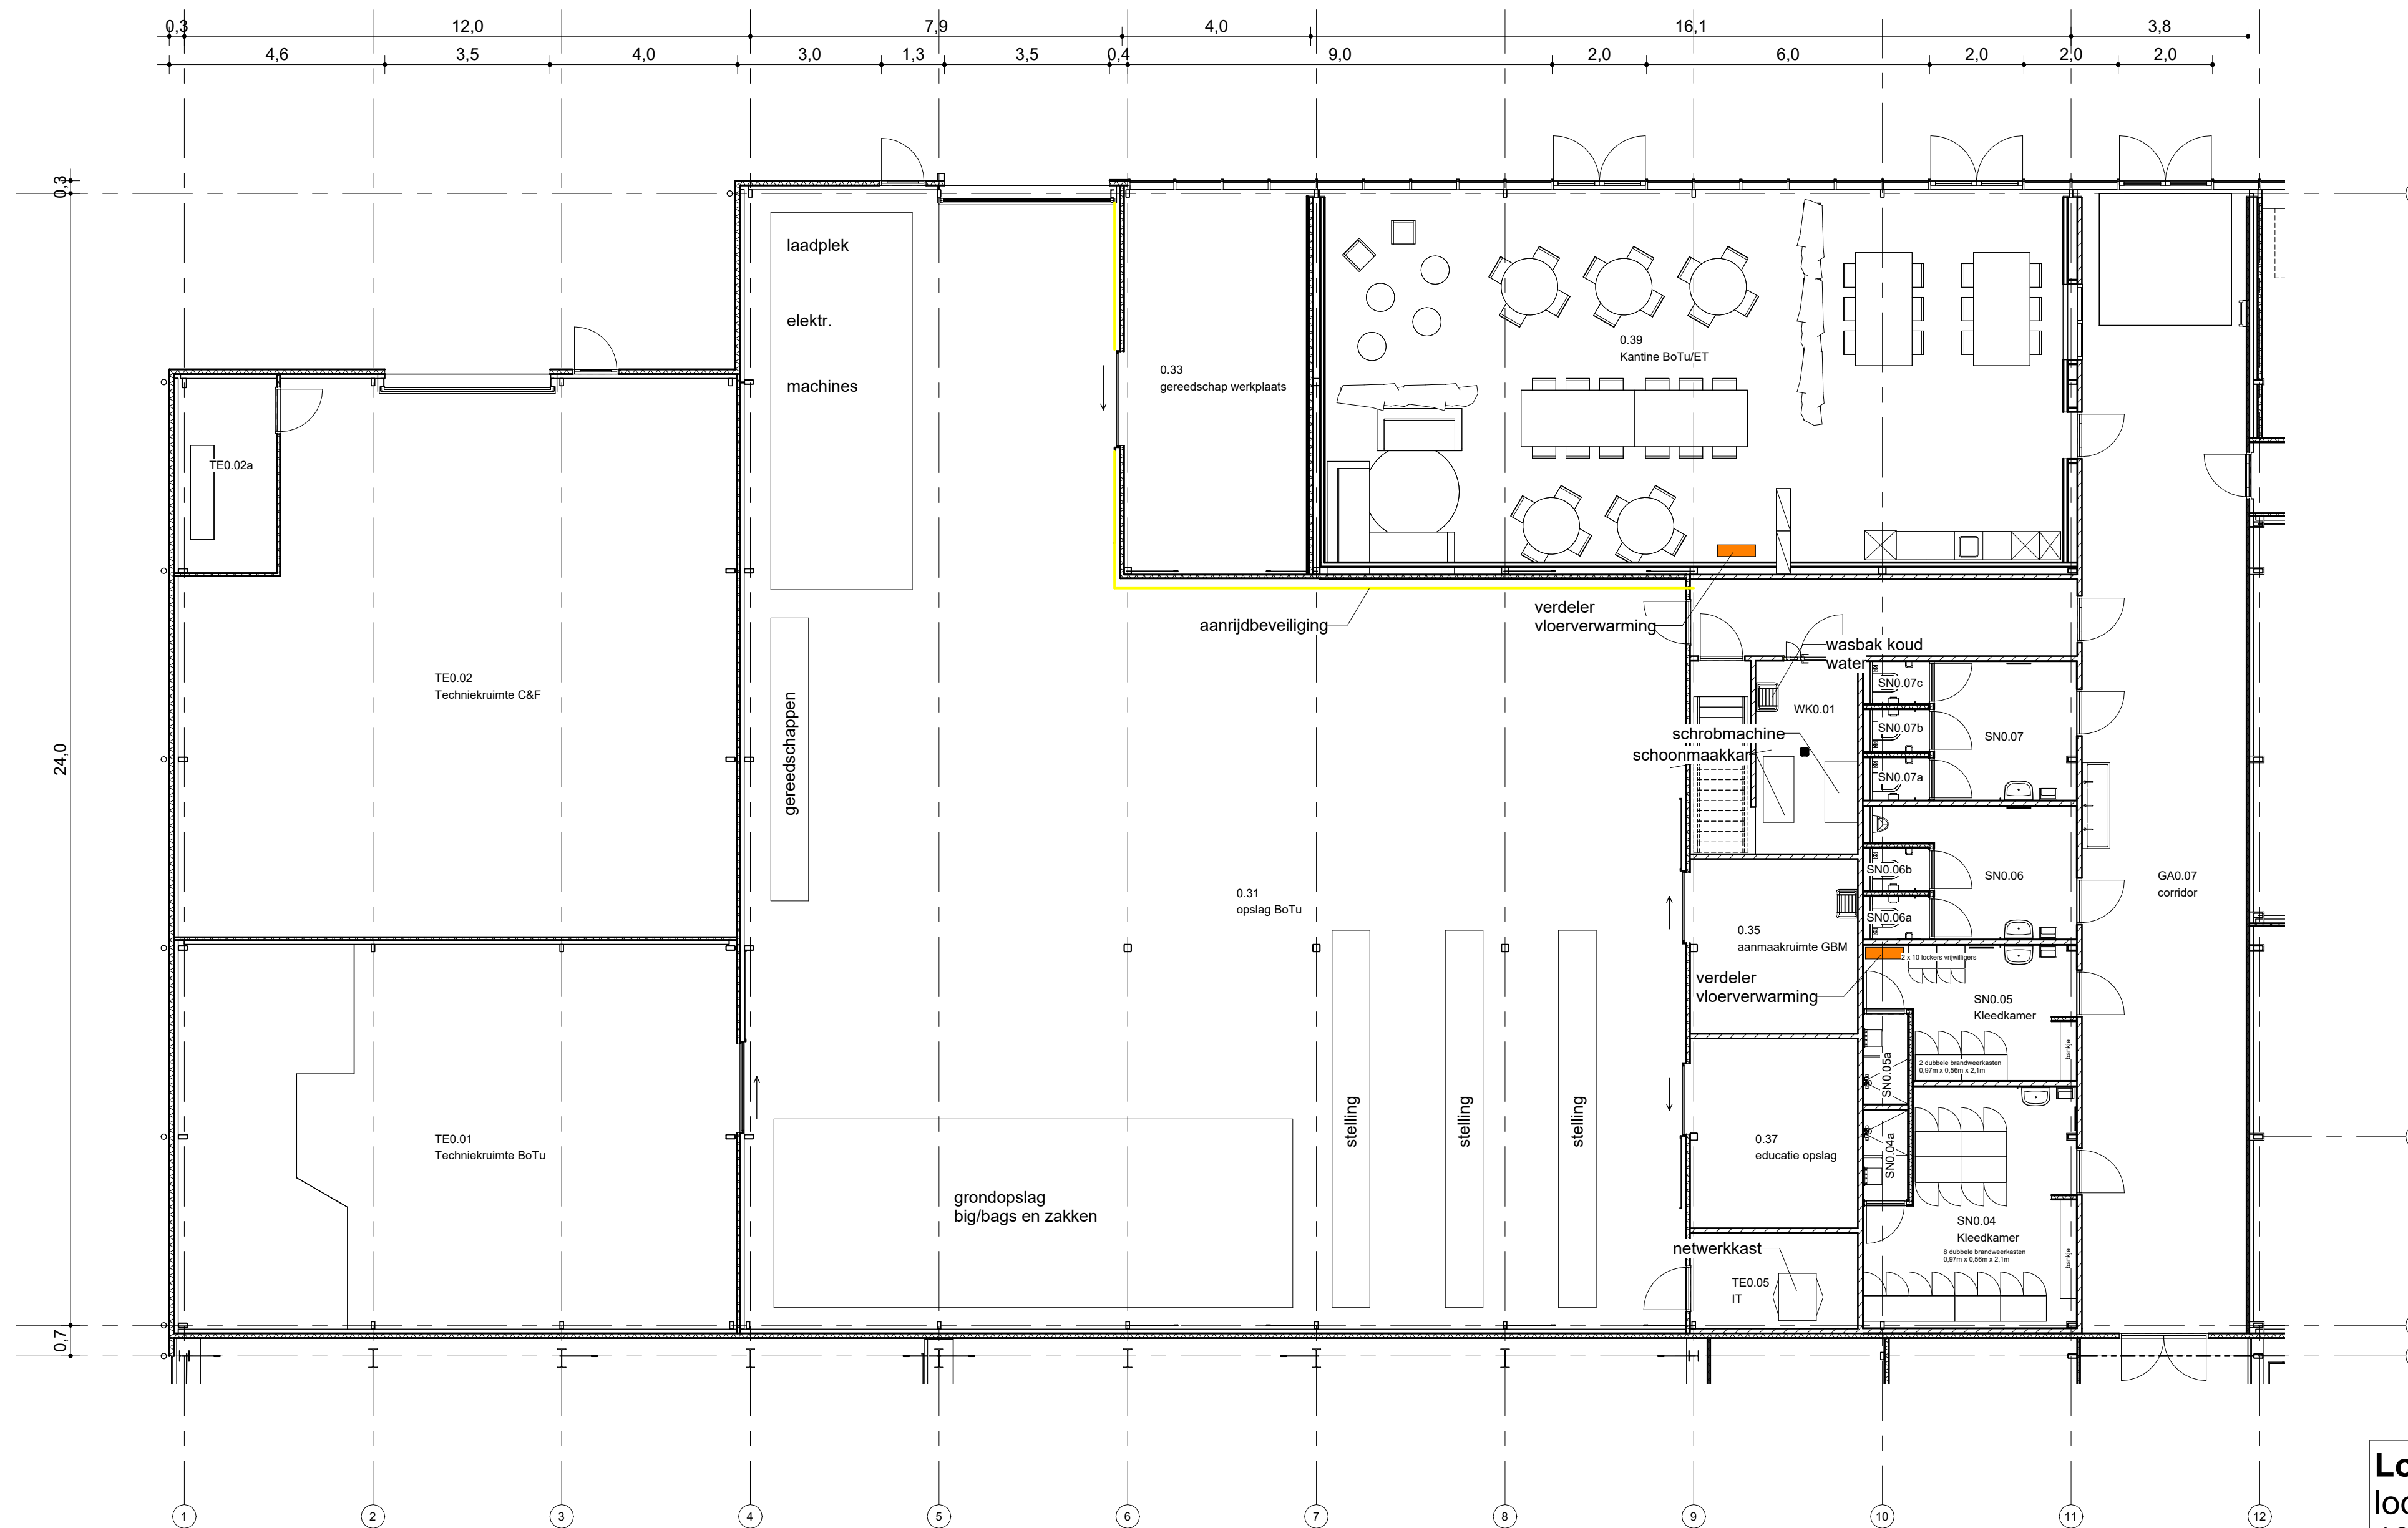 0,3 12,0 7,9 4,0 16,1 3,8
4,6 3,5 4,0 3,0 1,3 3,5 0,4 9,0 2,0 6,0 2,0 2,0 2,0
0,3
24,0
0,7
laadplek
elektr.
machines
0.33
gereedschap werkplaats
0.39
Kantine BoTu/ET
TE0.02a
aanrijdbeveiliging
verdeler
vloerverwarming
wasbak koud
water
TE0.02
Techniekruimte C&F
gereedschappen
WK0.01
schrobmachine
schoonmaakkar
SN0.07c
SN0.07b
SN0.07a
SN0.07
SN0.06b
SN0.06a
SN0.06
GA0.07
corridor
0.31
opslag BoTu
0.35
aanmaakruimte GBM
verdeler
vloerverwarming
2 x 10 lockers vrijwilligers
SN0.05
Kleedkamer
2 dubbele brandweerkasten
0,97m x 0,56m x 2,1m
bankje
SN0.05a
SN0.04a
TE0.01
Techniekruimte BoTu
stelling
stelling
stelling
0.37
educatie opslag
grondopslag
big/bags en zakken
SN0.04
Kleedkamer
8 dubbele brandweerkasten
0,97m x 0,56m x 2,1m
bankje
netwerkkast
TE0.05
IT
1 2 3 4 5 6 7 8 9 10 11 12
Lo
loc